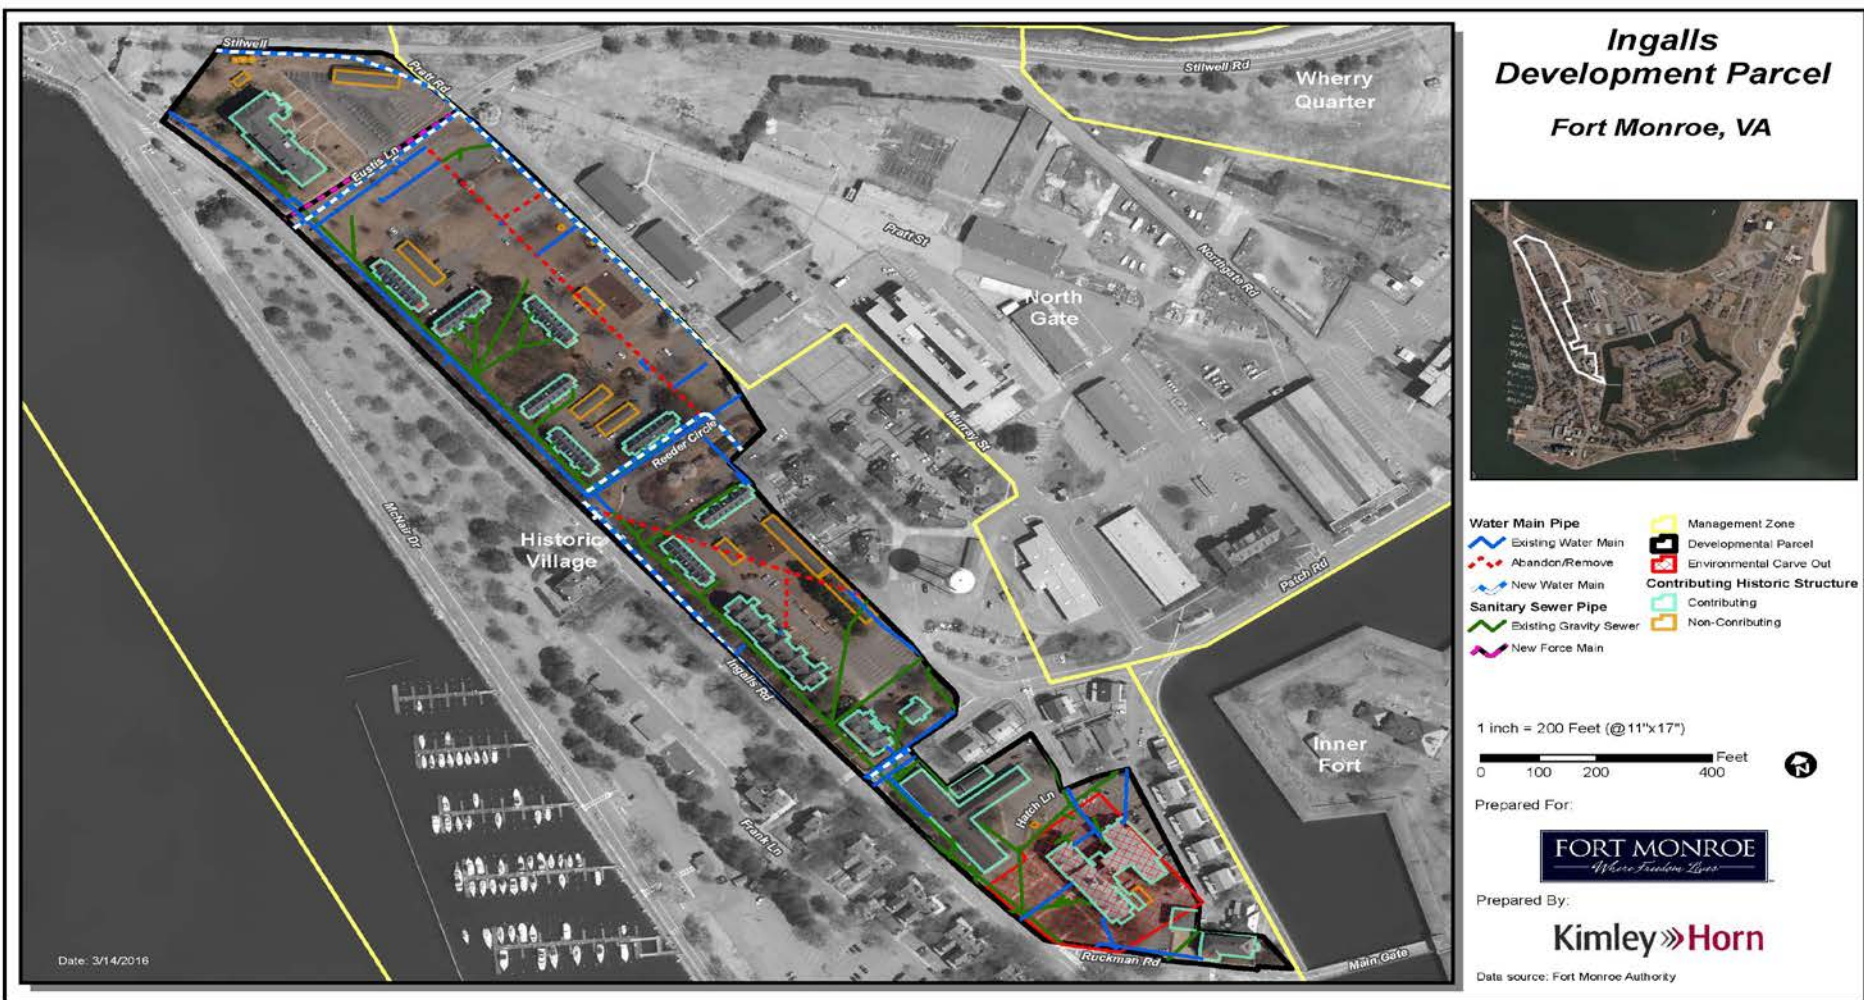 Ingalls
Development Parcel
Fort Monroe, VA
Stilwell
Pratt Rd
Stilwell Rd
Wherry
Quarter
Eustis Ln
Pratt St
Northgate Rd
North
Gate
Murray St
Reeder Circle
McNair Dr
Historic
Village
Patch Rd
Ingalls Rd
Inner
Fort
Hatch Ln
Frank Ln
Ruckman Rd
Main Gate
Date: 3/14/2016
Water Main Pipe
Existing Water Main
Abandon/Remove
New Water Main
Sanitary Sewer Pipe
Existing Gravity Sewer
New Force Main
Management Zone
Developmental Parcel
Environmental Carve Out
Contributing Historic Structure
Contributing
Non-Conributing
1 inch = 200 Feet (@11"x17")
Feet
0 100 200 400
N
Prepared For:
FORT MONROE
Where Freedom Lives
Prepared By:
Kimley»Horn
Data source: Fort Monroe Authority